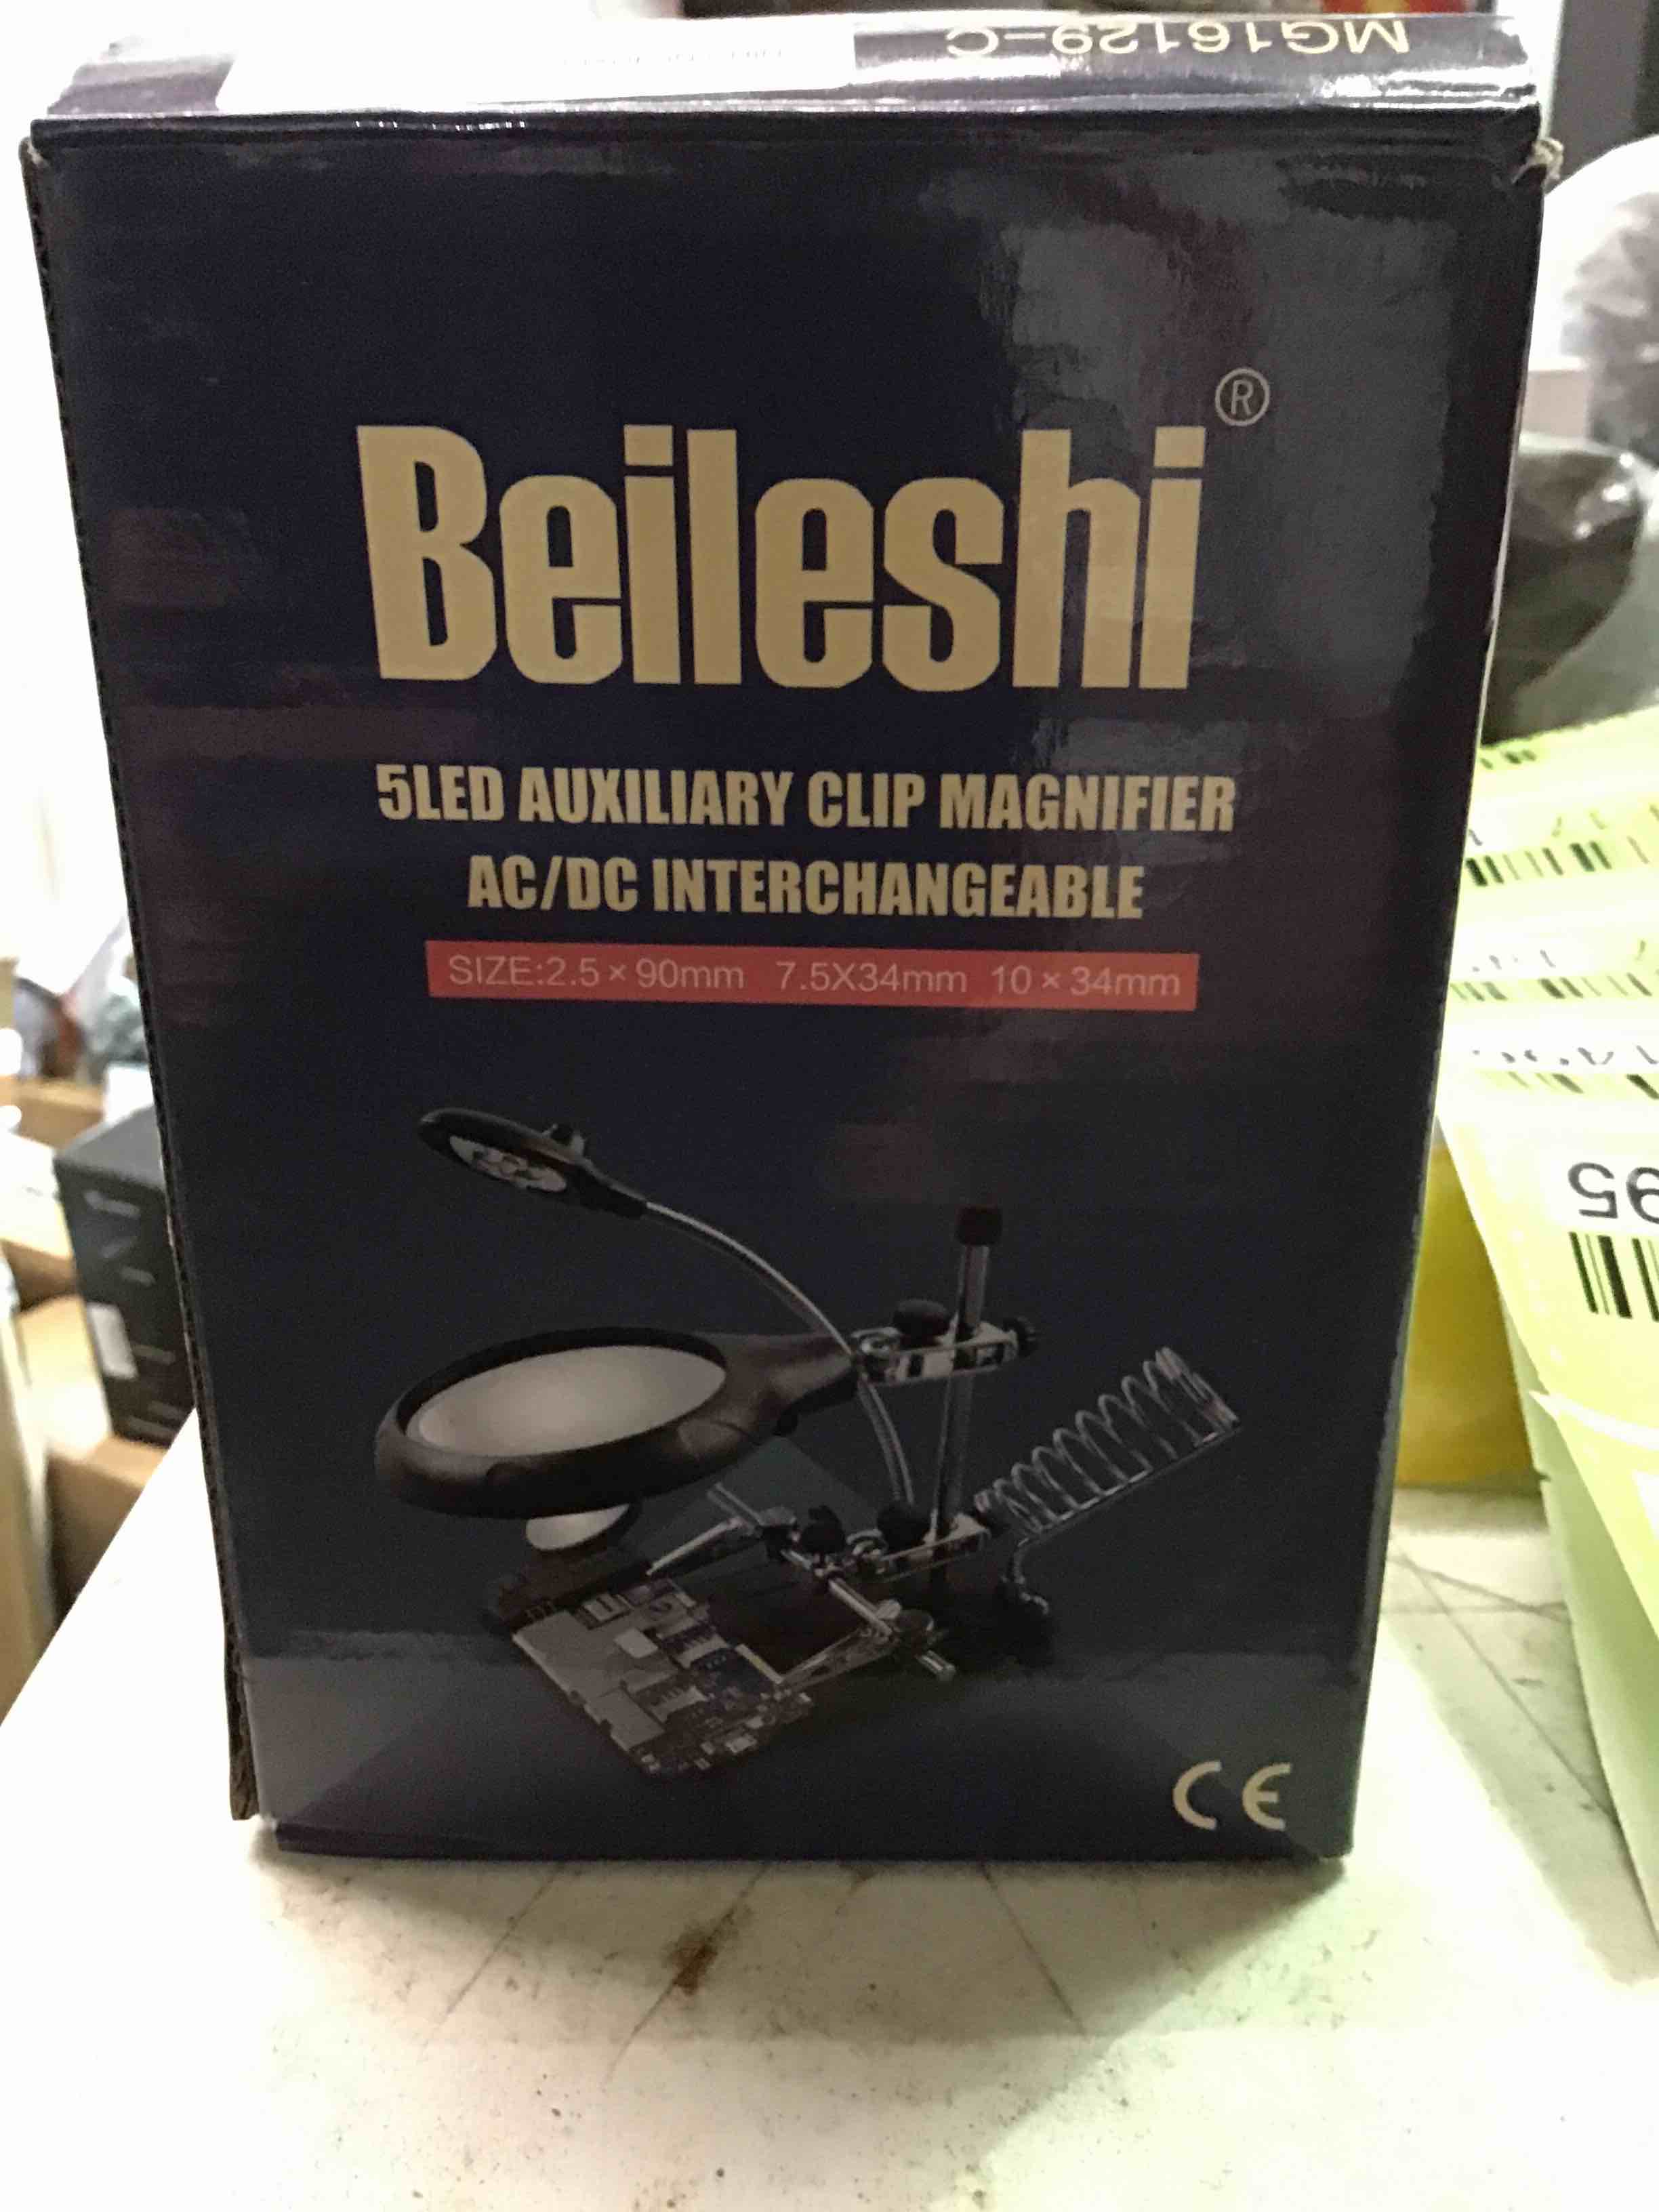 MG16129-C
Beileshi®
5LED AUXILIARY CLIP MAGNIFIER
AC/DC INTERCHANGEABLE
SIZE:2.5×90mm 7.5X34mm 10×34mm
CE
95